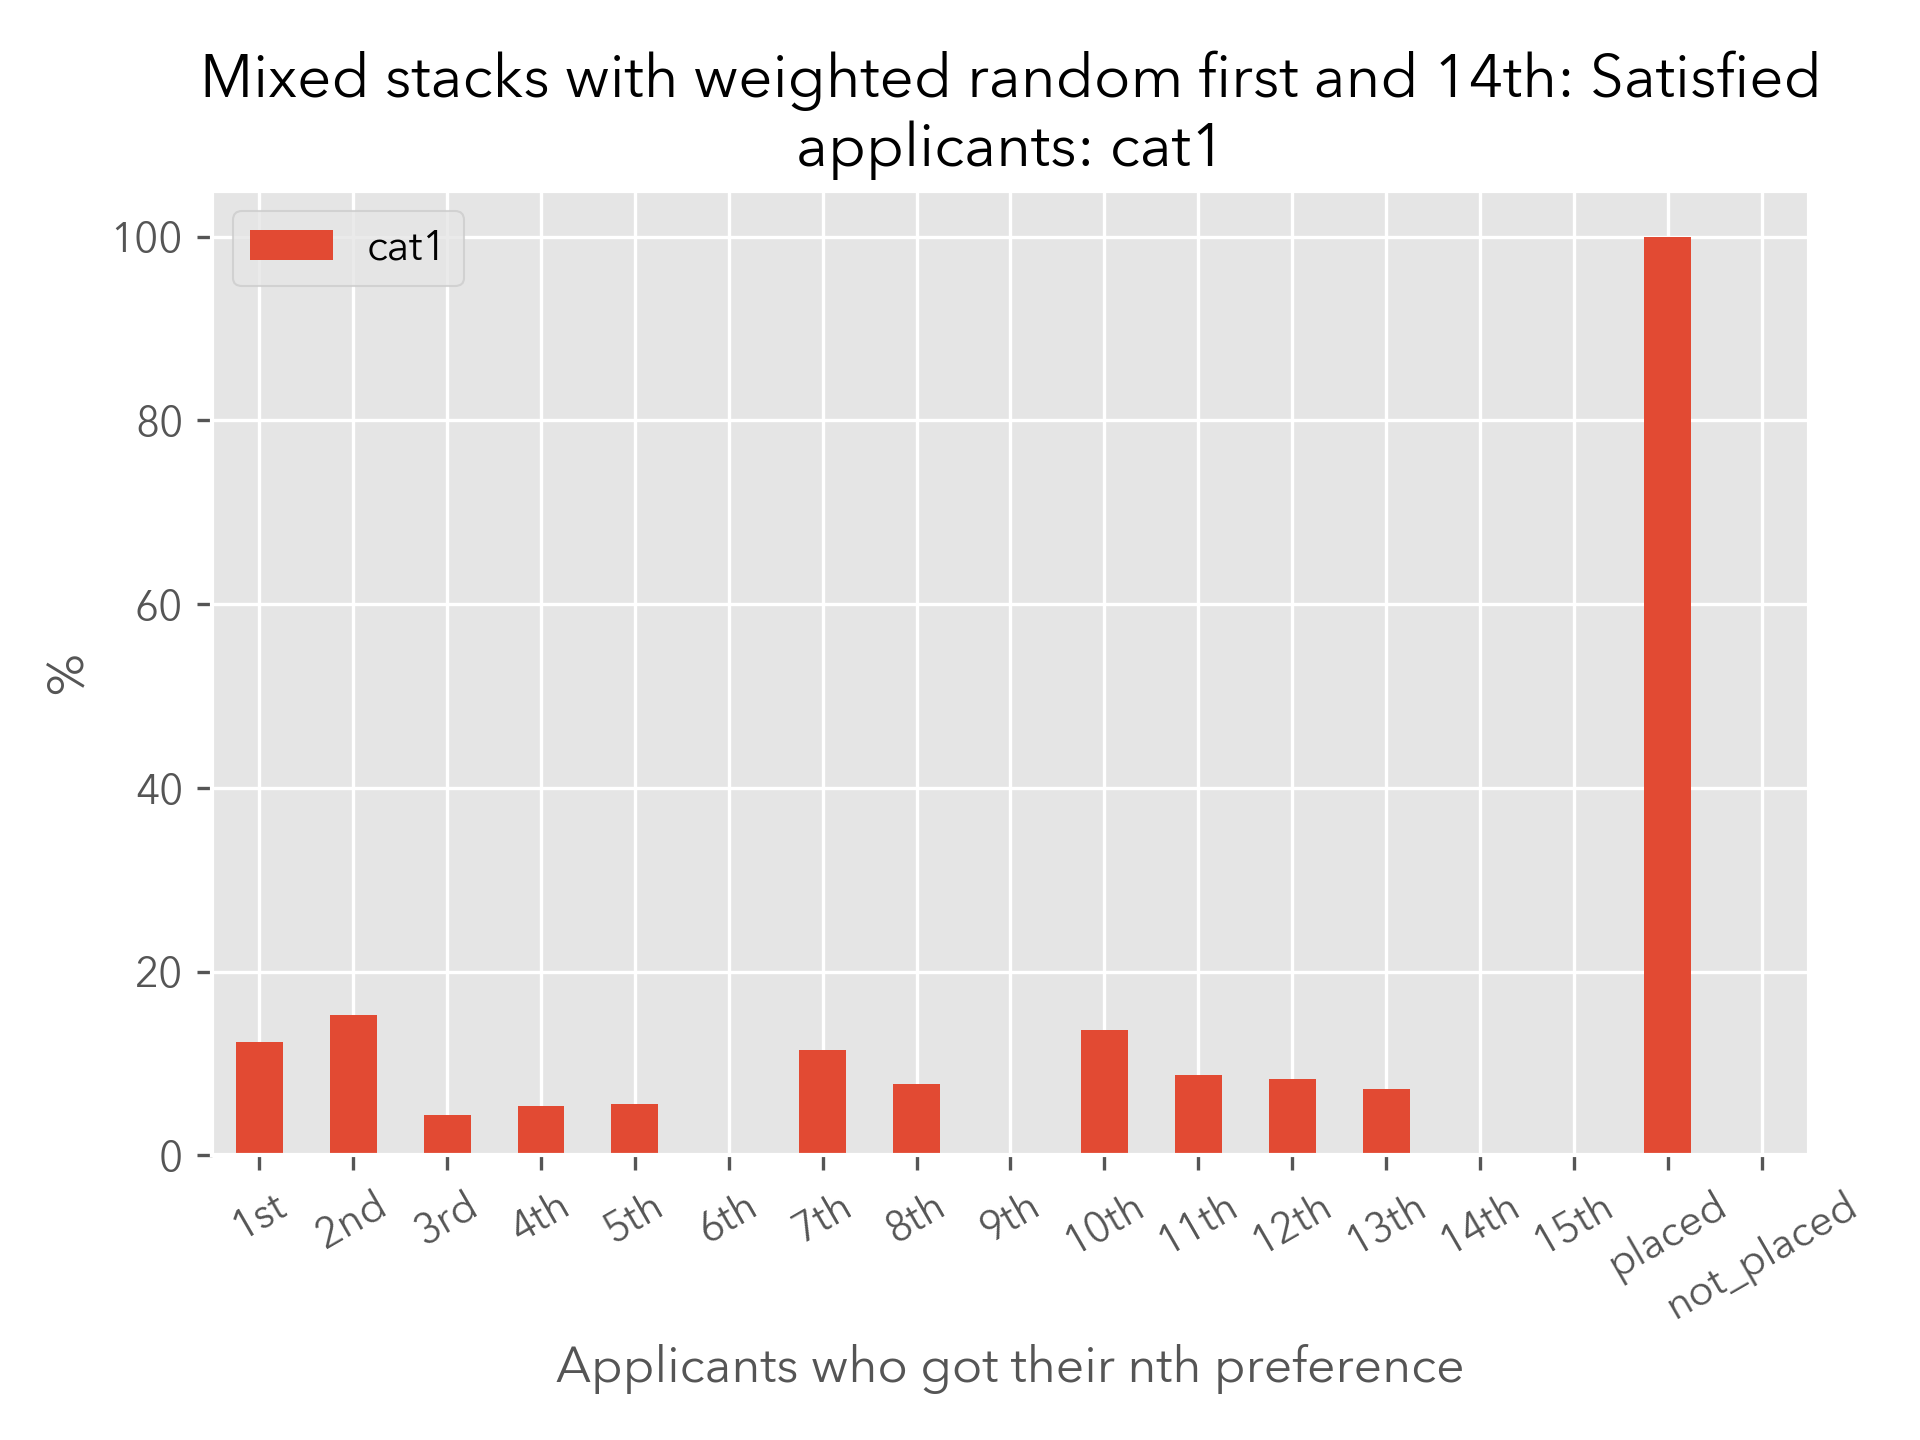 Mixed stacks with weighted random first and 14th: Satisfied
applicants: cat1
cat1
100
80
60
40
20
0
%
1st 2nd 3rd 4th 5th 6th 7th 8th 9th 10th 11th 12th 13th 14th 15th placed not_placed
Applicants who got their nth preference